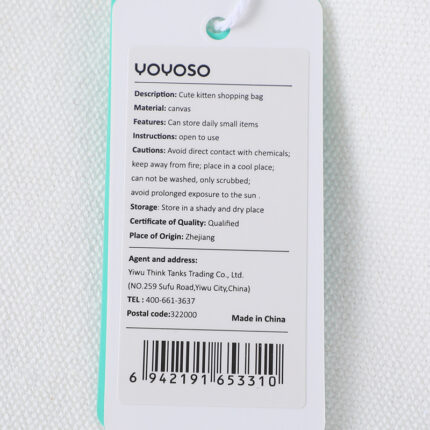 YOYOSO
Description: Cute kitten shopping bag
Material: canvas
Features: Can store daily small items
Instructions: open to use
Cautions: Avoid direct contact with chemicals;
keep away from fire; place in a cool place;
can not be washed, only scrubbed;
avoid prolonged exposure to the sun .
Storage: Store in a shady and dry place
Certificate of Quality: Qualified
Place of Origin: Zhejiang
Agent and address:
Yiwu Think Tanks Trading Co., Ltd.
(NO.259 Sufu Road,Yiwu City,China)
TEL : 400-661-3637
Postal code:322000 Made in China
6 942191 653310